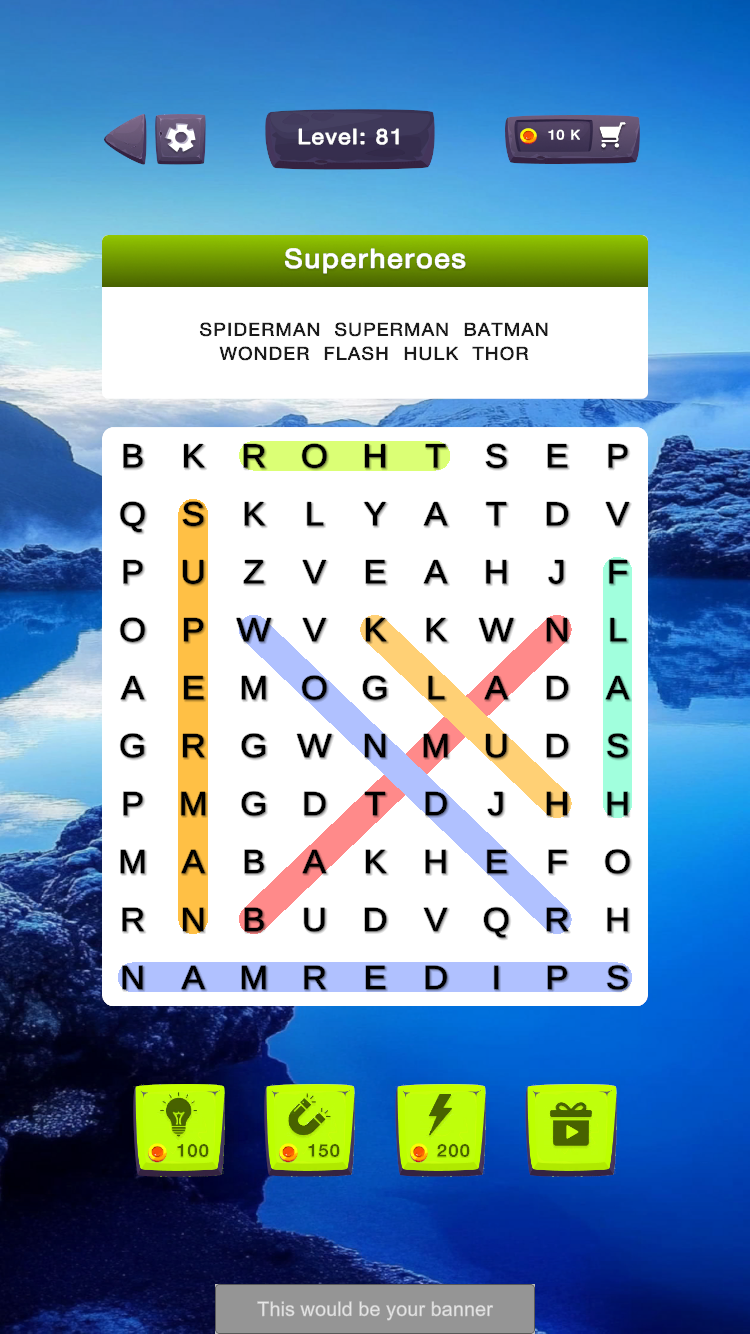 Level: 81
10 K
Superheroes
SPIDERMAN SUPERMAN BATMAN
WONDER FLASH HULK THOR
B K R O H T S E P
Q S K L Y A T D V
P U Z V E A H J F
O P W V K K W N L
A E M O G L A D A
G R G W N M U D S
P M G D T D J H H
M A B A K H E F O
R N B U D V Q R H
N A M R E D I P S
100
150
200
This would be your banner